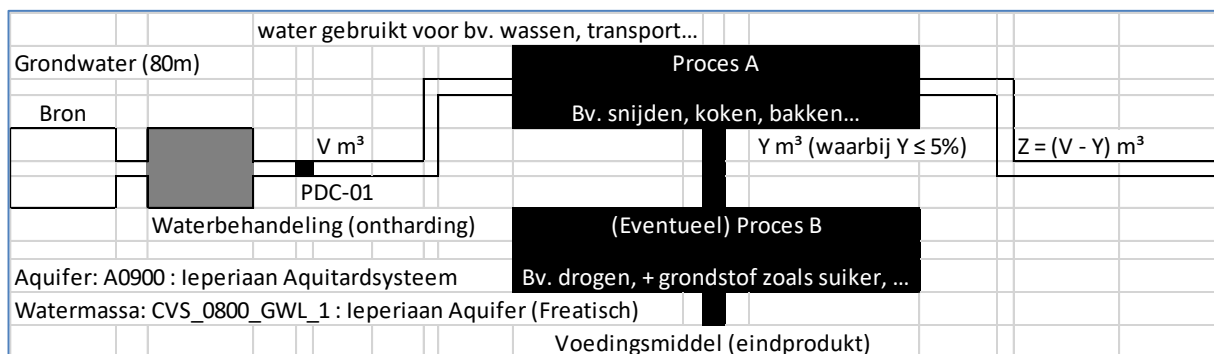 water gebruikt voor bv. wassen, transport...
Grondwater (80m)
Proces A
Bron
Bv. snijden, koken, bakken...
V m³
Y m³ (waarbij Y ≤ 5%)
Z = (V - Y) m³
PDC-01
Waterbehandeling (ontharding)
(Eventueel) Proces B
Aquifer: A0900 : Ieperiaan Aquitardsysteem
Bv. drogen, + grondstof zoals suiker, ...
Watermassa: CVS_0800_GWL_1 : Ieperiaan Aquifer (Freatisch)
Voedingsmiddel (eindprodukt)